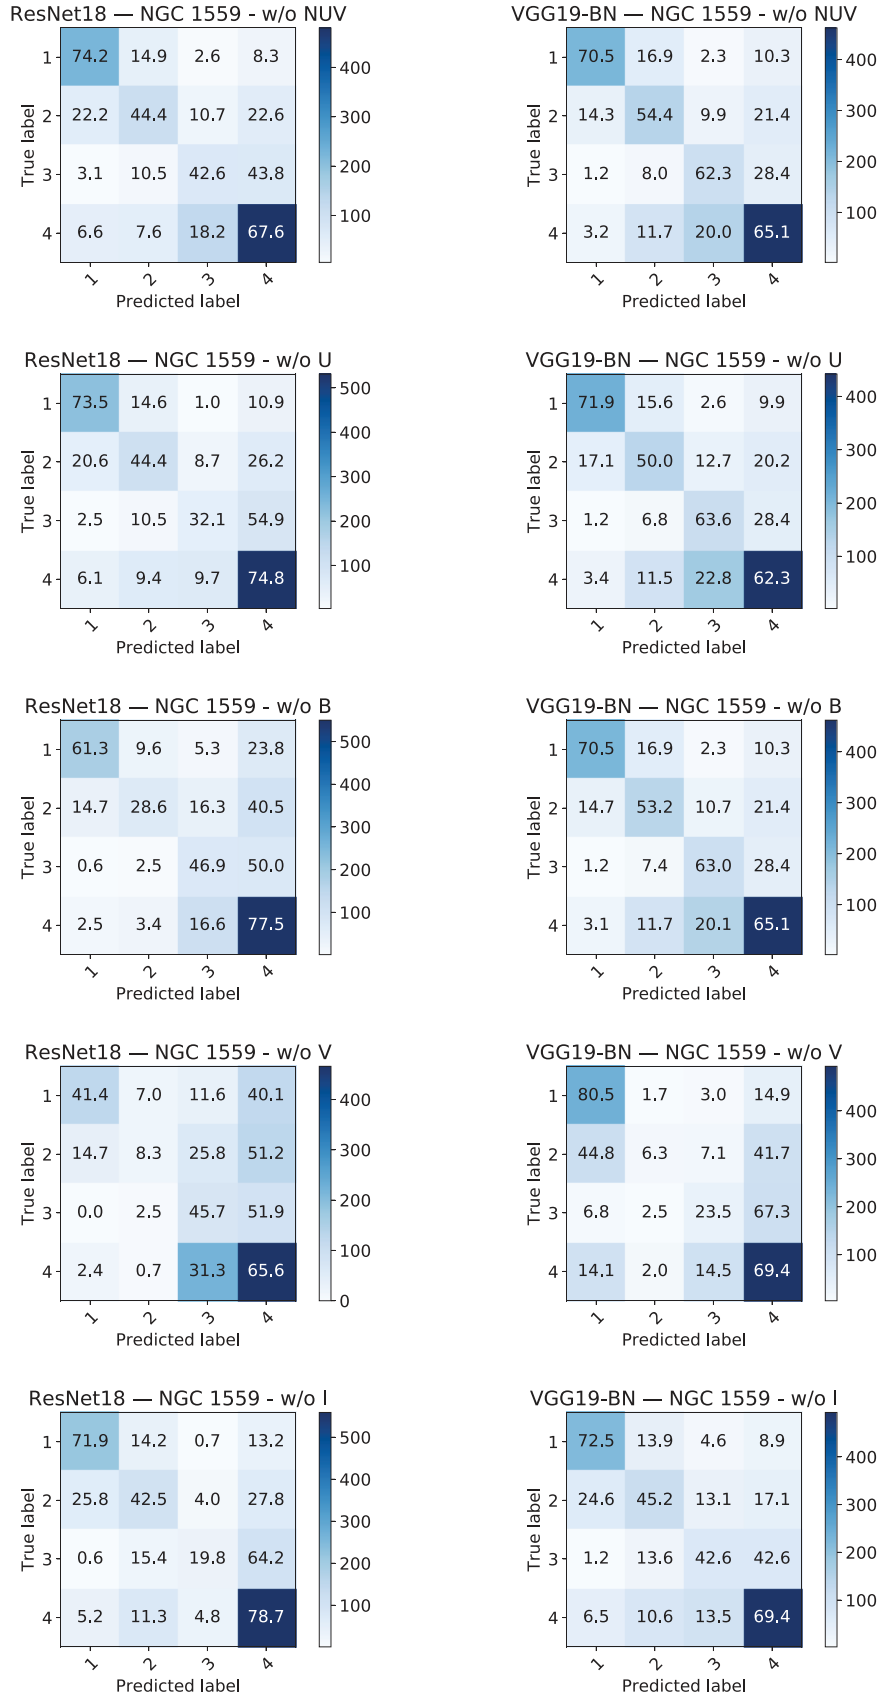 ResNet18 — NGC 1559 - w/o NUV
True label
1 74.2 14.9 2.6 8.3
2 22.2 44.4 10.7 22.6
3 3.1 10.5 42.6 43.8
4 6.6 7.6 18.2 67.6
1 2 3 4
Predicted label
400
300
200
100
VGG19-BN — NGC 1559 - w/o NUV
True label
1 70.5 16.9 2.3 10.3
2 14.3 54.4 9.9 21.4
3 1.2 8.0 62.3 28.4
4 3.2 11.7 20.0 65.1
1 2 3 4
Predicted label
400
300
200
100
ResNet18 — NGC 1559 - w/o U
True label
1 73.5 14.6 1.0 10.9
2 20.6 44.4 8.7 26.2
3 2.5 10.5 32.1 54.9
4 6.1 9.4 9.7 74.8
1 2 3 4
Predicted label
500
400
300
200
100
VGG19-BN — NGC 1559 - w/o U
True label
1 71.9 15.6 2.6 9.9
2 17.1 50.0 12.7 20.2
3 1.2 6.8 63.6 28.4
4 3.4 11.5 22.8 62.3
1 2 3 4
Predicted label
400
300
200
100
ResNet18 — NGC 1559 - w/o B
True label
1 61.3 9.6 5.3 23.8
2 14.7 28.6 16.3 40.5
3 0.6 2.5 46.9 50.0
4 2.5 3.4 16.6 77.5
1 2 3 4
Predicted label
500
400
300
200
100
VGG19-BN — NGC 1559 - w/o B
True label
1 70.5 16.9 2.3 10.3
2 14.7 53.2 10.7 21.4
3 1.2 7.4 63.0 28.4
4 3.1 11.7 20.1 65.1
1 2 3 4
Predicted label
400
300
200
100
ResNet18 — NGC 1559 - w/o V
True label
1 41.4 7.0 11.6 40.1
2 14.7 8.3 25.8 51.2
3 0.0 2.5 45.7 51.9
4 2.4 0.7 31.3 65.6
1 2 3 4
Predicted label
400
300
200
100
0
VGG19-BN — NGC 1559 - w/o V
True label
1 80.5 1.7 3.0 14.9
2 44.8 6.3 7.1 41.7
3 6.8 2.5 23.5 67.3
4 14.1 2.0 14.5 69.4
1 2 3 4
Predicted label
400
300
200
100
ResNet18 — NGC 1559 - w/o I
True label
1 71.9 14.2 0.7 13.2
2 25.8 42.5 4.0 27.8
3 0.6 15.4 19.8 64.2
4 5.2 11.3 4.8 78.7
1 2 3 4
Predicted label
500
400
300
200
100
VGG19-BN — NGC 1559 - w/o I
True label
1 72.5 13.9 4.6 8.9
2 24.6 45.2 13.1 17.1
3 1.2 13.6 42.6 42.6
4 6.5 10.6 13.5 69.4
1 2 3 4
Predicted label
400
300
200
100